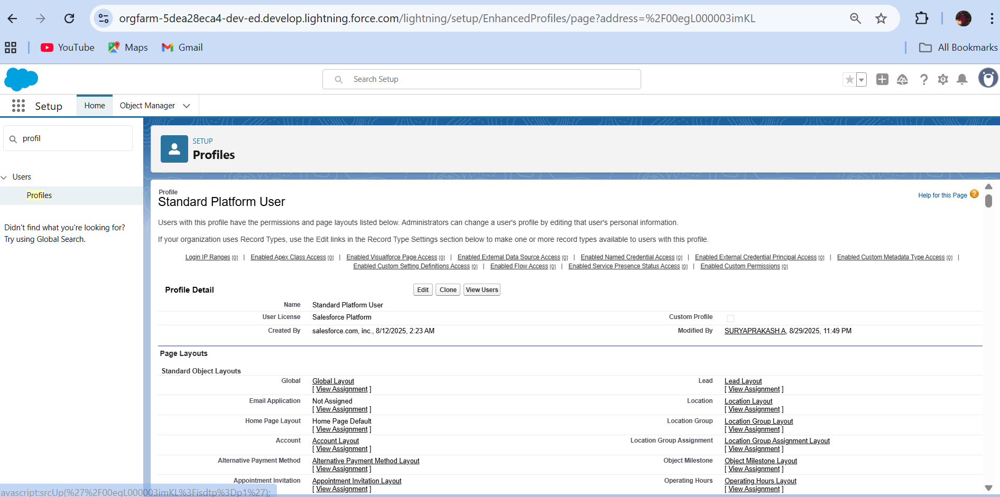 orgfarm-5dea28eca4-dev-ed.develop.lightning.force.com/lightning/setup/EnhancedProfiles/page?address=%2F00egL000003imKL
YouTube Maps Gmail All Bookmarks
Search Setup
Setup Home Object Manager
profil
Users
Profiles
Didn't find what you're looking for?
Try using Global Search.
SETUP
Profiles
Profile
Standard Platform User
Help for this Page ?
Users with this profile have the permissions and page layouts listed below. Administrators can change a user's profile by editing that user's personal information.
If your organization uses Record Types, use the Edit links in the Record Type Settings section below to make one or more record types available to users with this profile.
Login IP Ranges [0] | Enabled Apex Class Access [0] | Enabled Visualforce Page Access [0] | Enabled External Data Source Access [0] | Enabled Named Credential Access [0] | Enabled External Credential Principal Access [0] | Enabled Custom Metadata Type Access [0] |
Enabled Custom Setting Definitions Access [0] | Enabled Flow Access [0] | Enabled Service Presence Status Access [0] | Enabled Custom Permissions [0]
Profile Detail Edit Clone View Users
Name Standard Platform User
User License Salesforce Platform Custom Profile
Created By salesforce.com, inc., 8/12/2025, 2:23 AM Modified By SURYAPRAKASH A, 8/29/2025, 11:49 PM
Page Layouts
Standard Object Layouts
Global Global Layout Lead Lead Layout
[ View Assignment ] [ View Assignment ]
Email Application Not Assigned Location Location Layout
[ View Assignment ] [ View Assignment ]
Home Page Layout Home Page Default Location Group Location Group Layout
[ View Assignment ] [ View Assignment ]
Account Account Layout Location Group Assignment Location Group Assignment Layout
[ View Assignment ] [ View Assignment ]
Alternative Payment Method Alternative Payment Method Layout Object Milestone Object Milestone Layout
[ View Assignment ] [ View Assignment ]
Appointment Invitation Appointment Invitation Layout Operating Hours Operating Hours Layout
[ View Assignment ] [ View Assignment ]
avascript:srcUp(%27%2F00egL000003imKL%3Fisdtp%3Dp1%27);